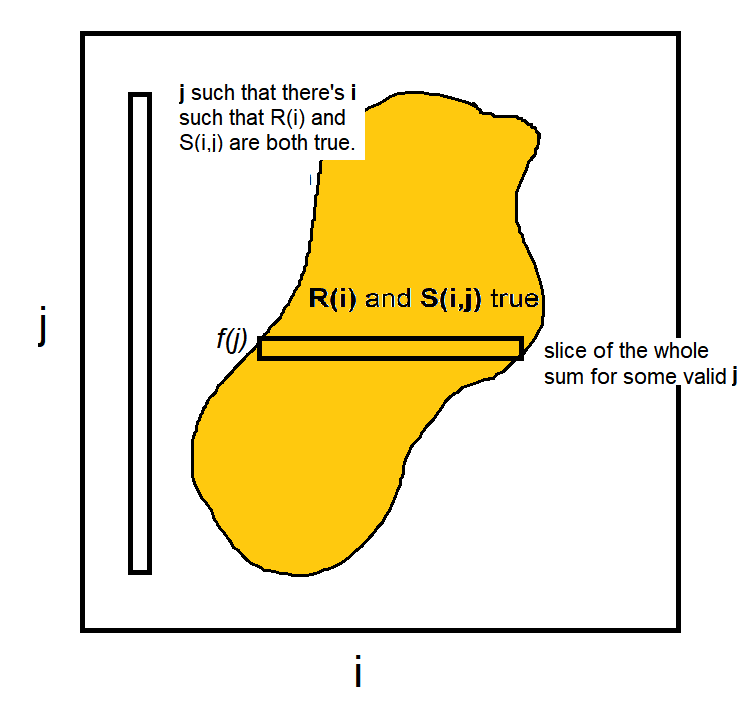 j such that there's i
such that R(i) and
S(i,j) are both true.
R(i) and S(i,j) true
j
f(j)
slice of the whole
sum for some valid j
i